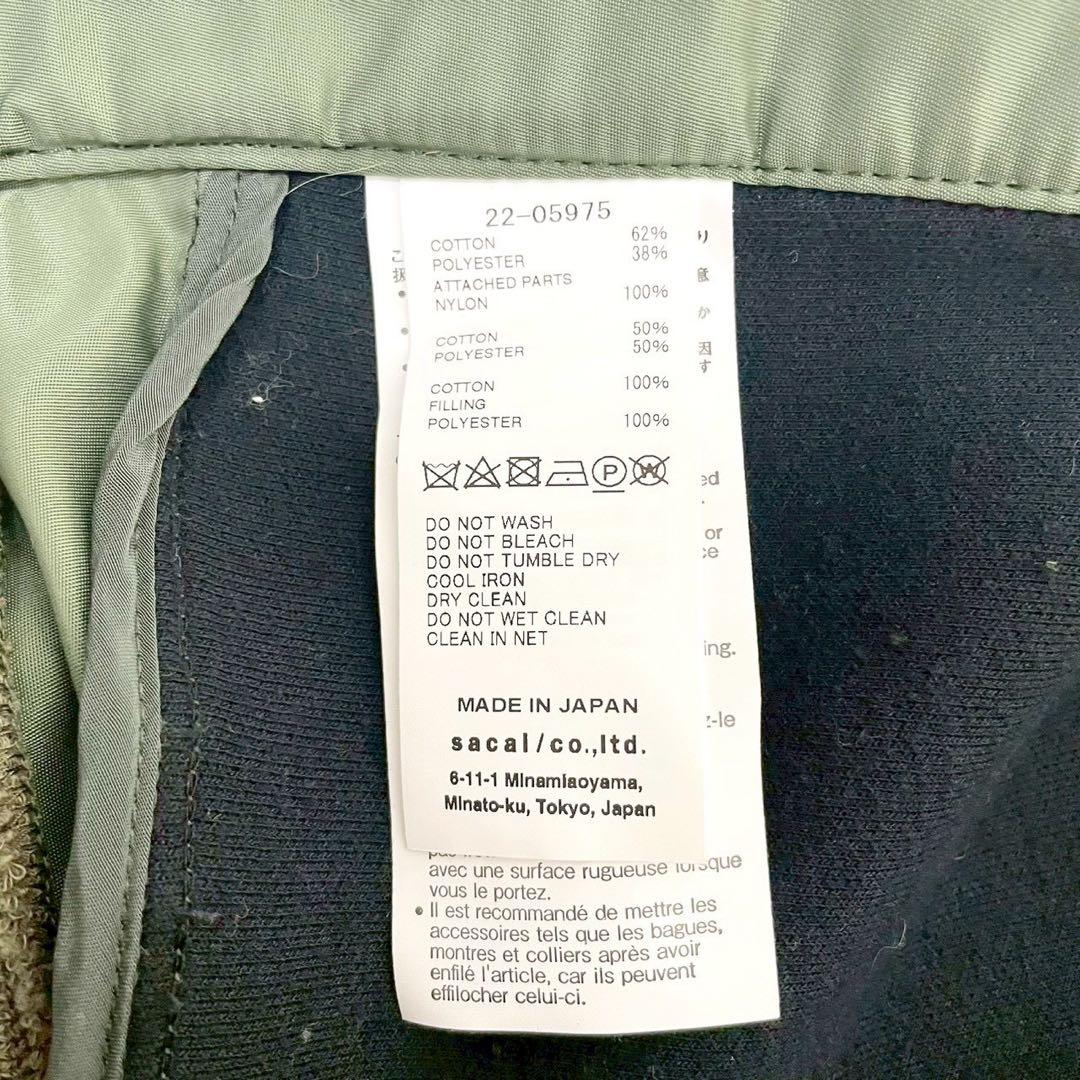 22-05975
COTTON 62%
POLYESTER 38%
ATTACHED PARTS
NYLON 100%
COTTON 50%
POLYESTER 50%
COTTON 100%
FILLING
POLYESTER 100%
P W
DO NOT WASH
DO NOT BLEACH
DO NOT TUMBLE DRY
COOL IRON
DRY CLEAN
DO NOT WET CLEAN
CLEAN IN NET
MADE IN JAPAN
sacai/co.,ltd.
6-11-1 Minamiaoyama,
Minato-ku, Tokyo, Japan
avec une surface rugueuse lorsque
vous le portez.
• Il est recommandé de mettre les
accessoires tels que les bagues,
montres et colliers après avoir
enfilé l'article, car ils peuvent
effilocher celui-ci.